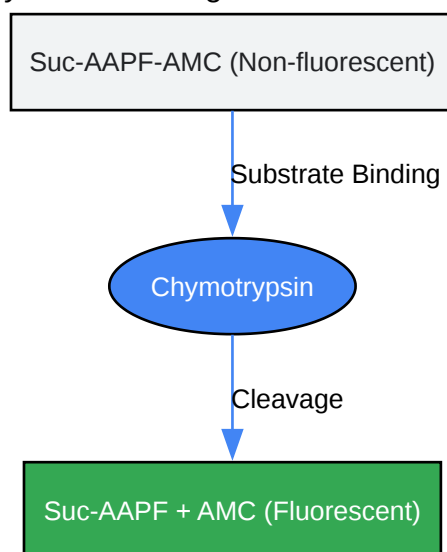 Suc-AAPF-AMC (Non-fluorescent)
Substrate Binding
Chymotrypsin
Cleavage
Suc-AAPF + AMC (Fluorescent)